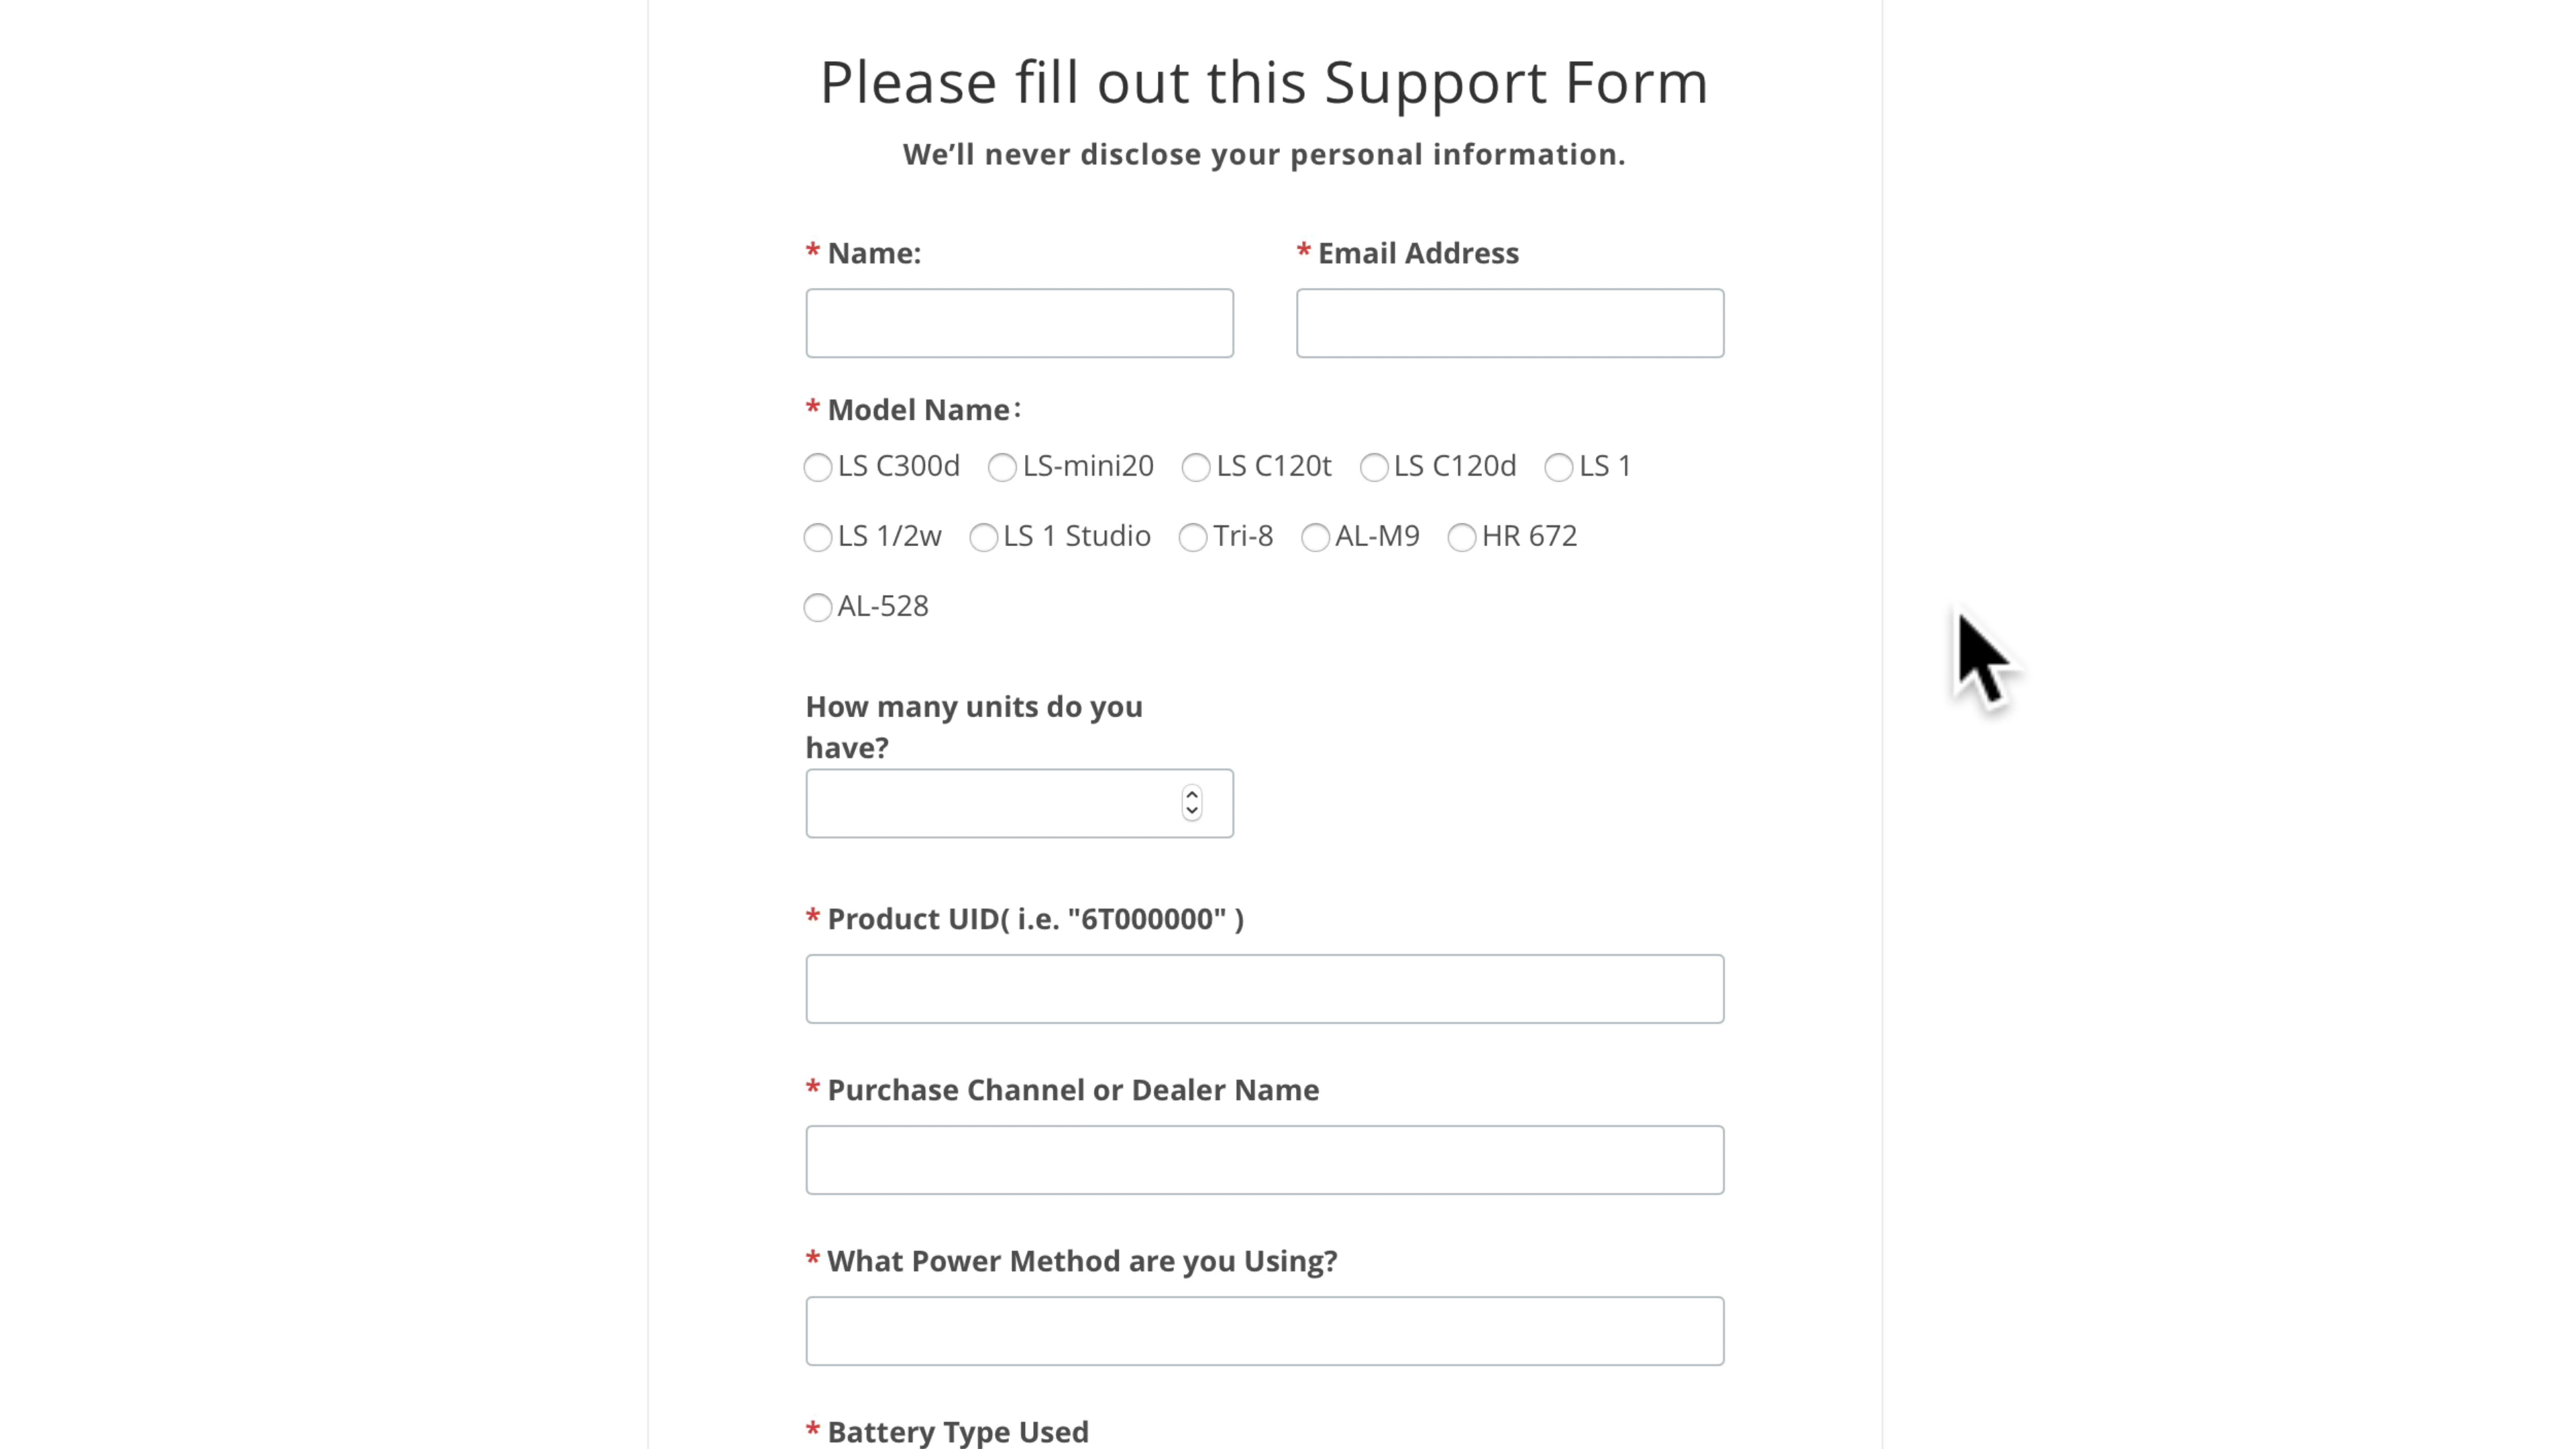 Please fill out this Support Form
We’ll never disclose your personal information.
* Name: * Email Address
* Model Name:
LS C300d LS-mini20 LS C120t LS C120d LS 1
LS 1/2w LS 1 Studio Tri-8 AL-M9 HR 672
AL-528
How many units do you
have?
* Product UID( i.e. "6T000000" )
* Purchase Channel or Dealer Name
* What Power Method are you Using?
* Battery Type Used